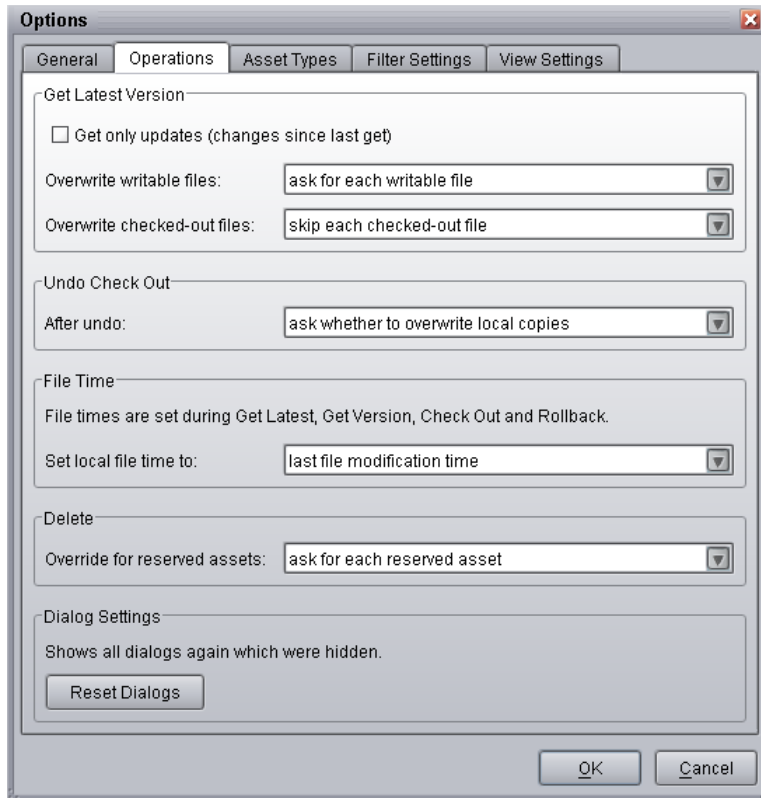 Options
General Operations Asset Types Filter Settings View Settings
Get Latest Version
Get only updates (changes since last get)
Overwrite writable files: ask for each writable file
Overwrite checked-out files: skip each checked-out file
Undo Check Out
After undo: ask whether to overwrite local copies
File Time
File times are set during Get Latest, Get Version, Check Out and Rollback.
Set local file time to: last file modification time
Delete
Override for reserved assets: ask for each reserved asset
Dialog Settings
Shows all dialogs again which were hidden.
Reset Dialogs
OK Cancel